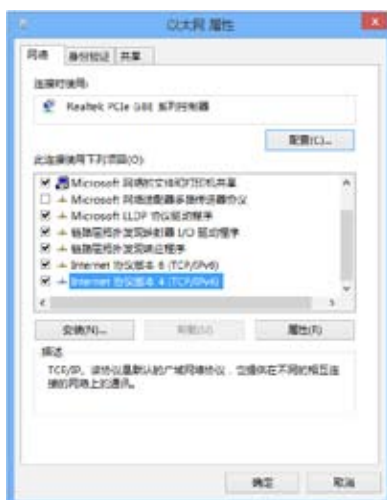 以太网 属性
网络 身份验证 共享
连接时使用:
Realtek PCIe GBE 系列控制器
配置(C)...
此连接使用下列项目(O):
Microsoft 网络的文件和打印机共享
Microsoft 网络适配器多路传送器协议
Microsoft LLDP 协议驱动程序
链路层拓扑发现映射器 I/O 驱动程序
链路层拓扑发现响应程序
Internet 协议版本 6 (TCP/IPv6)
Internet 协议版本 4 (TCP/IPv4)
安装(N)... 卸载(U) 属性(R)
描述
TCP/IP。该协议是默认的广域网络协议，它提供在不同的相互连
接的网络上的通讯。
确定 取消